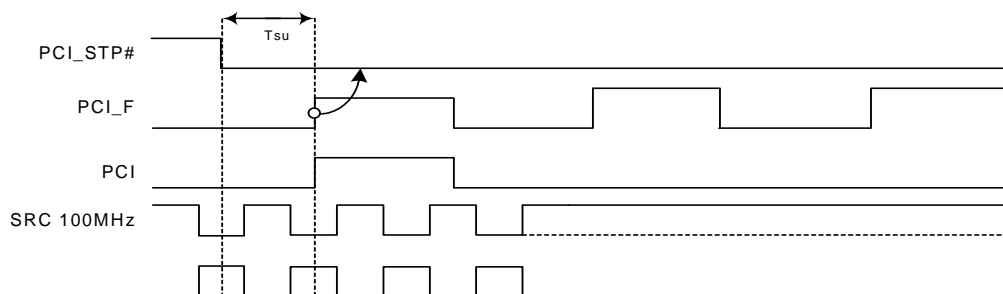 Tsu
PCI_STP#
PCI_F
PCI
SRC 100MHz